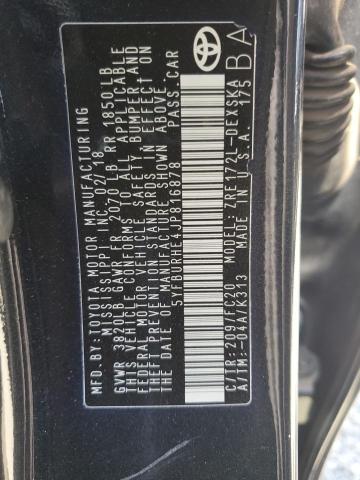 MFD.BY:TOYOTA MOTOR MANUFACTURING
MISSISSIPPI INC. 02/18
GVWR 3820LB GAWR FR 2070LB RR 1850LB
THIS VEHICLE CONFORMS TO ALL APPLICABLE
FEDERAL MOTOR VEHICLE SAFETY BUMPER, AND
THEFT PREVENTION STANDARDS IN EFFECT ON
THE DATE OF MANUFACTURE SHOWN ABOVE.
5YFBURHE4JP816878 PASS.CAR
C/TR: 209/FC20 MODEL: ZRE172L-DEXSKA
A/TM:-04A/K313 MADE IN U.S.A. 175
TOYOTA
BA